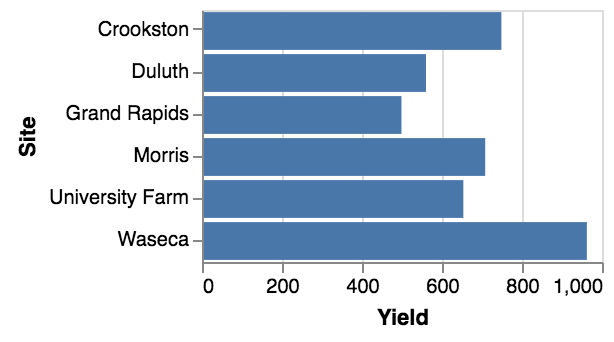 Crookston
Duluth
Grand Rapids
Morris
University Farm
Waseca
Site
0 200 400 600 800 1,000
Yield